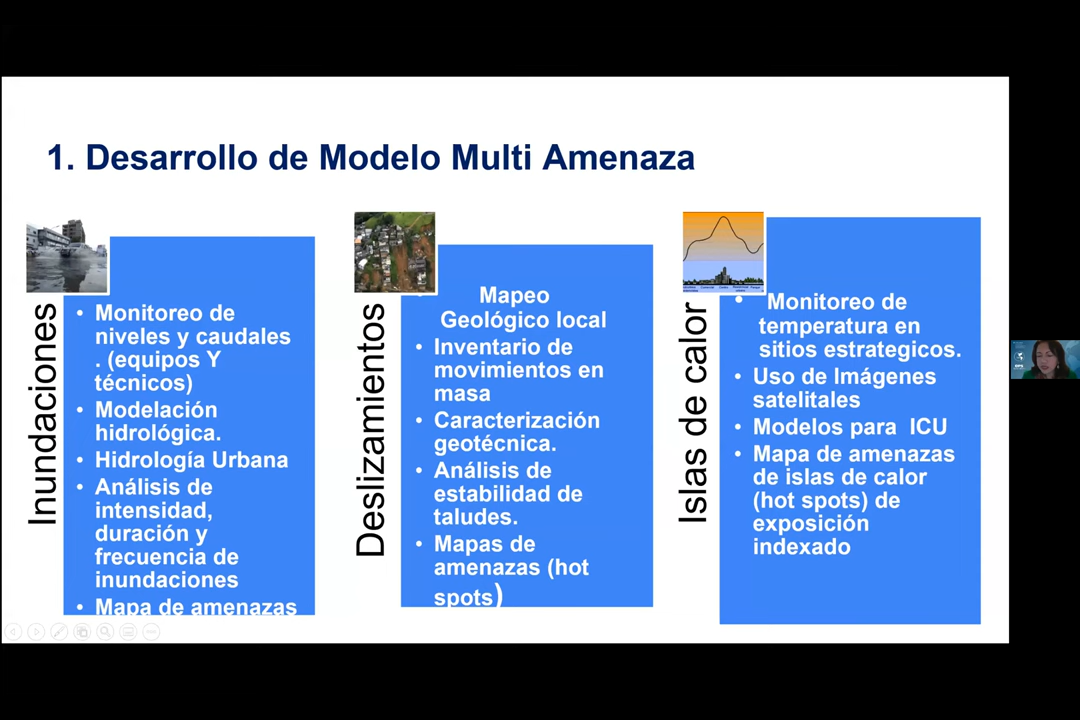 1. Desarrollo de Modelo Multi Amenaza
Inundaciones
• Monitoreo de
niveles y caudales
. (equipos Y
técnicos)
• Modelación
hidrológica.
• Hidrología Urbana
• Análisis de
intensidad,
duración y
frecuencia de
inundaciones
• Mapa de amenazas
Deslizamientos
Mapeo
Geológico local
• Inventario de
movimientos en
masa
• Caracterización
geotécnica.
• Análisis de
estabilidad de
taludes.
• Mapas de
amenazas (hot
spots)
Islas de calor
• Monitoreo de
temperatura en
sitios estrategicos.
• Uso de Imágenes
satelitales
• Modelos para ICU
• Mapa de amenazas
de islas de calor
(hot spots) de
exposición
indexado